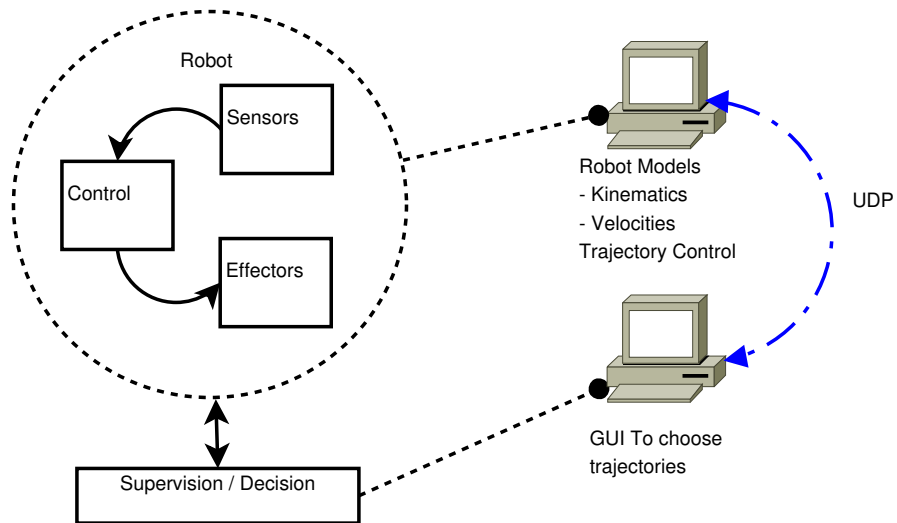 Robot
Sensors
Control
Effectors
Supervision / Decision
Robot Models
- Kinematics
- Velocities
Trajectory Control
UDP
GUI To choose
trajectories